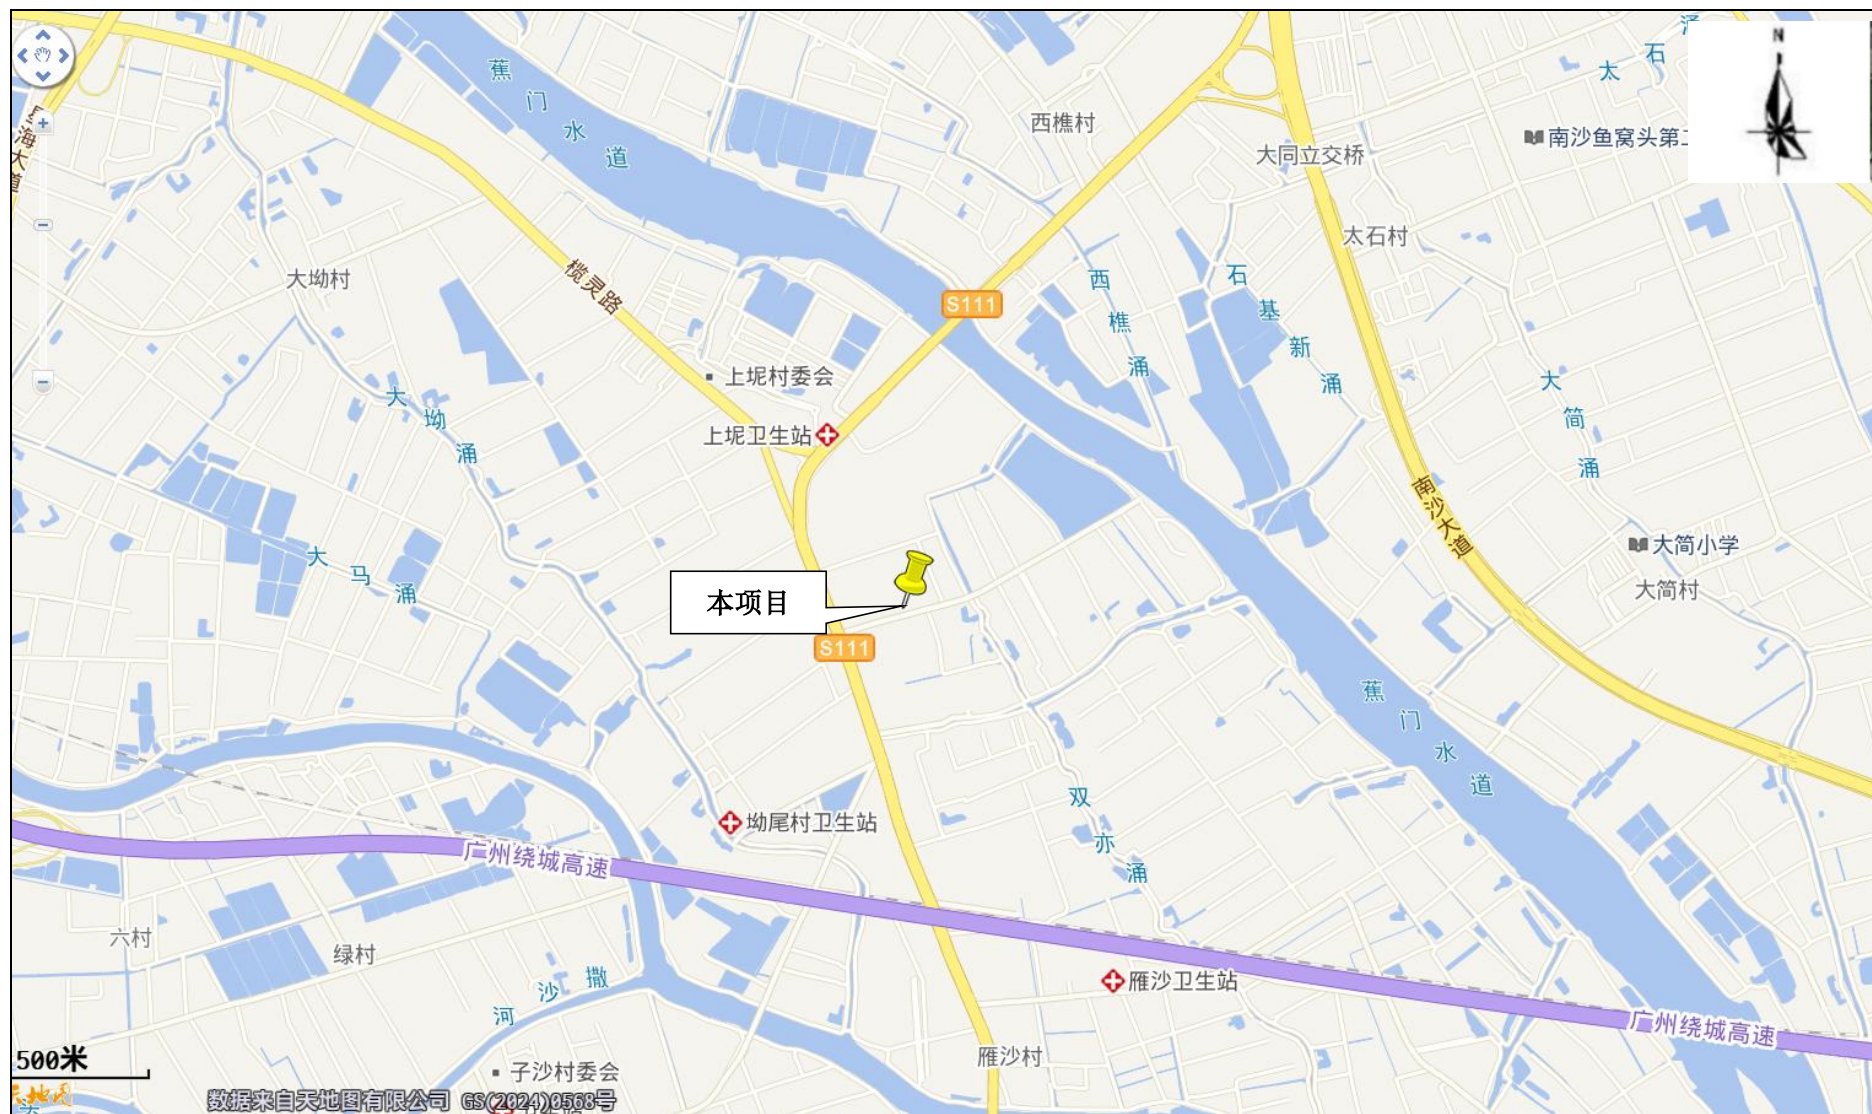 N
蕉门水道
西樵村
太石涌
南沙鱼窝头第
大同立交桥
海大道
太石村
大坳村
榄灵路
S111
西樵涌
石基新涌
上坭村委会
大坳涌
大简涌
上坭卫生站
南沙大道
大简小学
大马涌
大简村
本项目
S111
蕉门水道
双亦涌
坳尾村卫生站
广州绕城高速
六村
绿村
沙撒河
雁沙卫生站
广州绕城高速
雁沙村
500米
子沙村委会
天地图
数据来自天地图有限公司 GS(2024)0568号